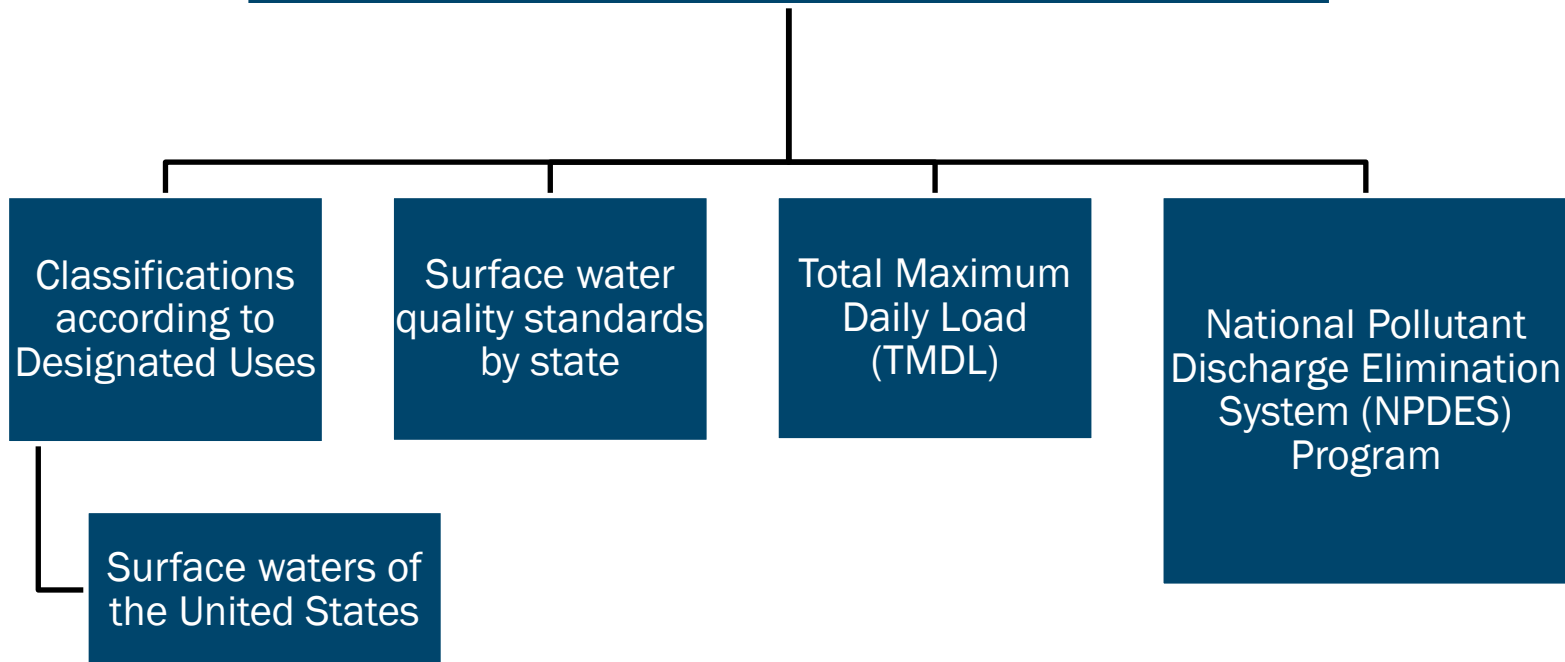 Classifications
according to
Designated Uses
Surface water
quality standards
by state
Total Maximum
Daily Load
(TMDL)
National Pollutant
Discharge Elimination
System (NPDES)
Program
Surface waters of
the United States